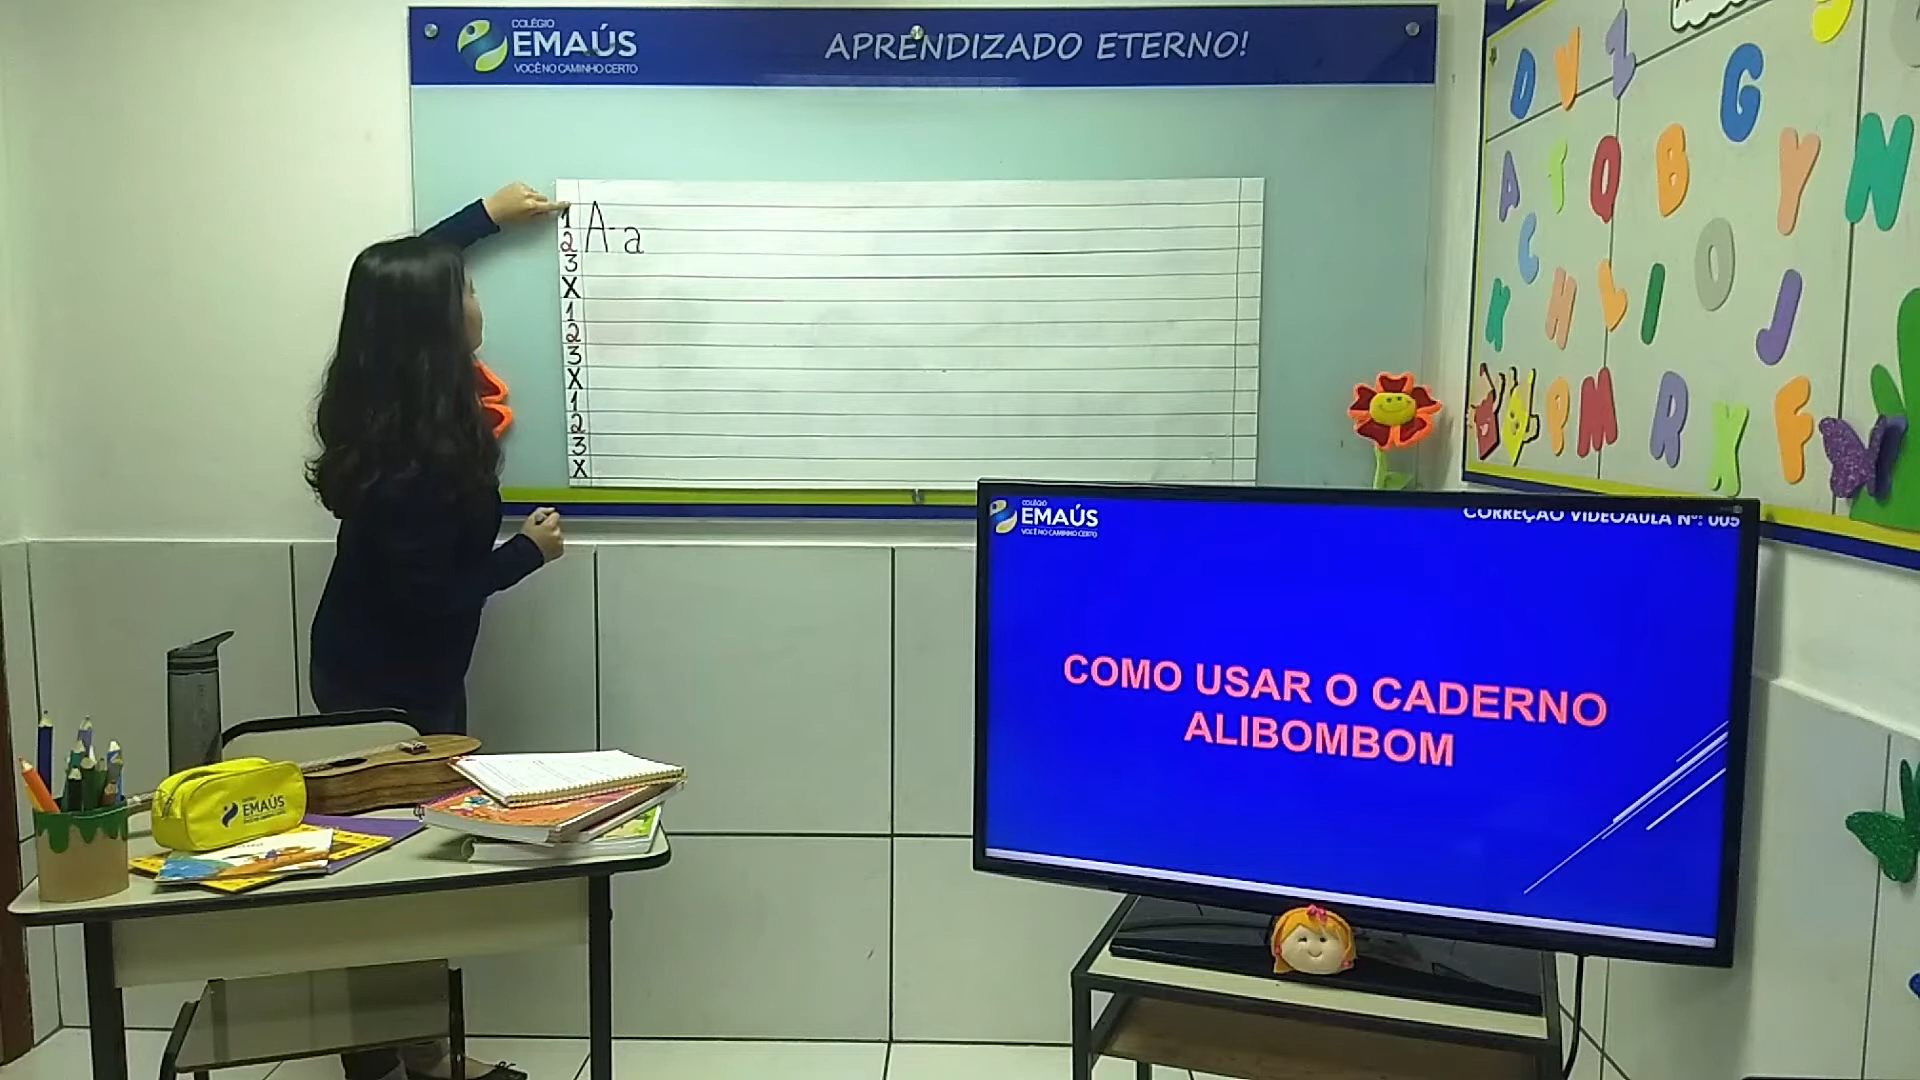 COLÉGIO
EMAÚS
VOCÊ NO CAMINHO CERTO
APRENDIZADO ETERNO!
1 A-a
2
3
X
1
2
3
X
1
2
3
X
D V Z G
A T Q B Y N
C
K H L I O J
P M R X F
COLÉGIO
EMAÚS
VOCÊ NO CAMINHO CERTO
CORREÇÃO VIDEOAULA Nº: 005
COMO USAR O CADERNO
ALIBOMBOM
EMAÚS